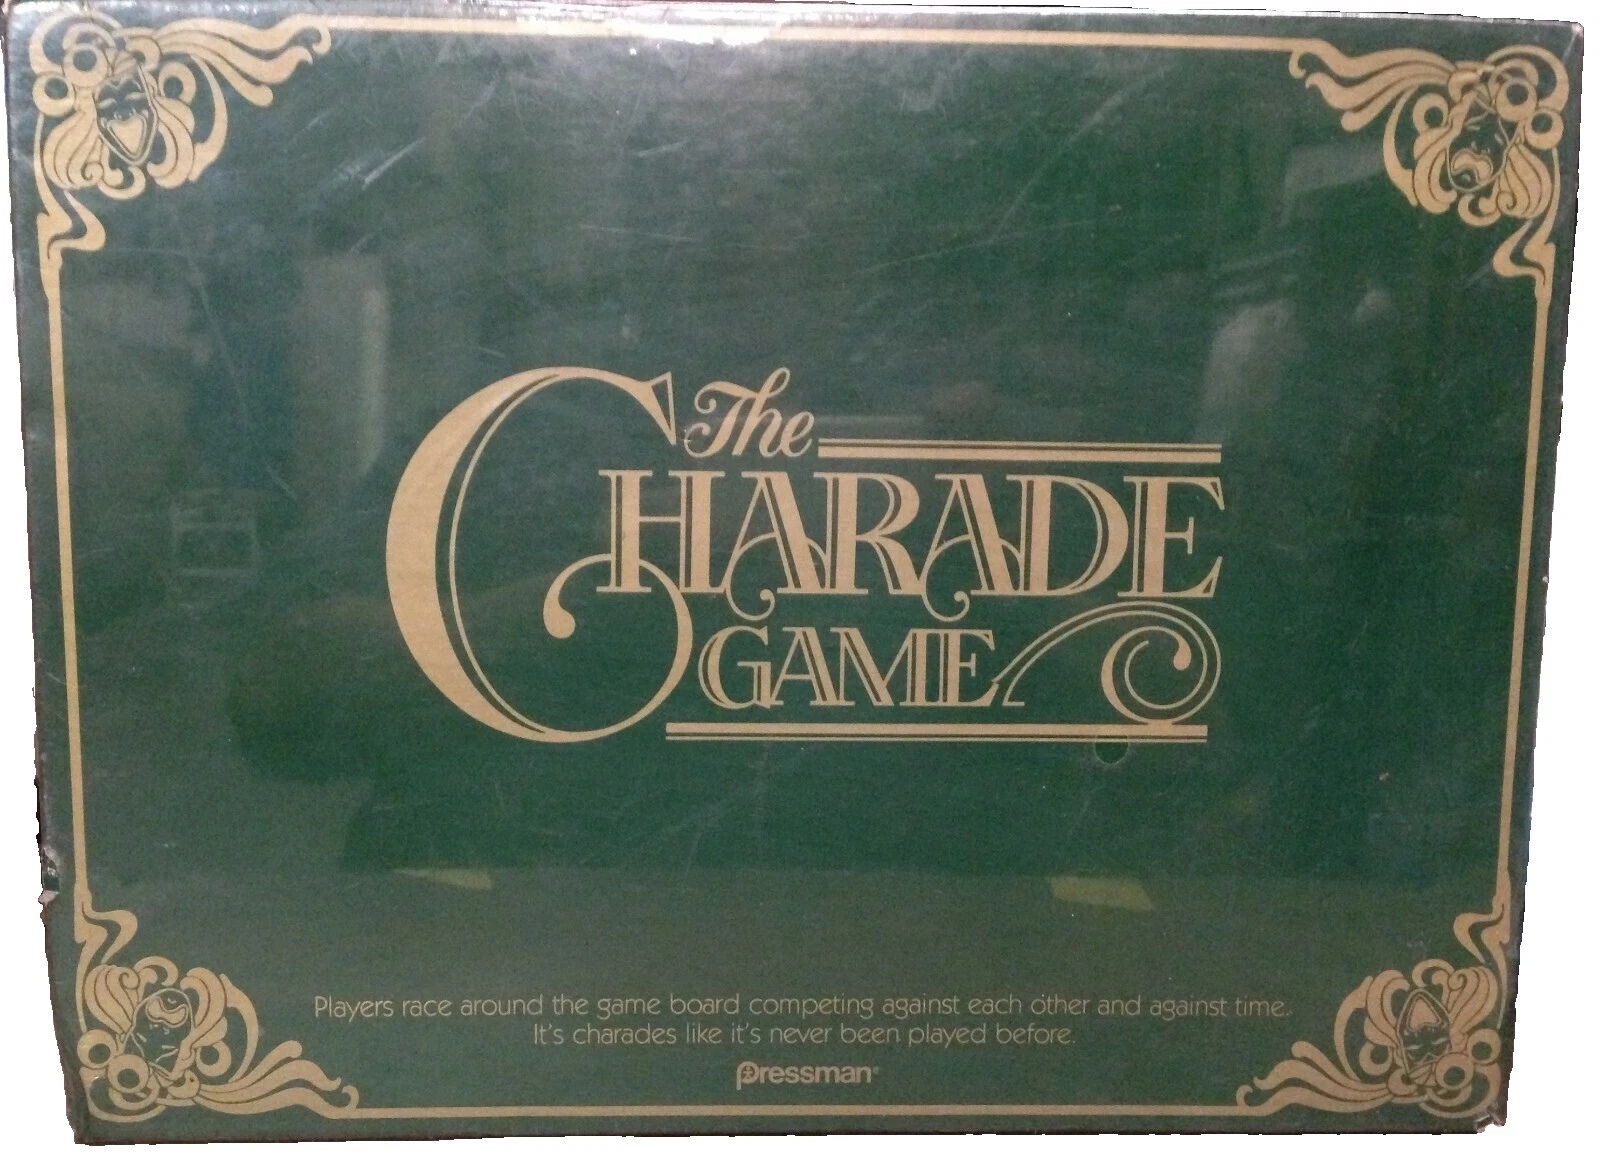 The
CHARADE
GAME
Players race around the game board competing against each other and against time.
It's charades like it's never been played before.
Pressman®